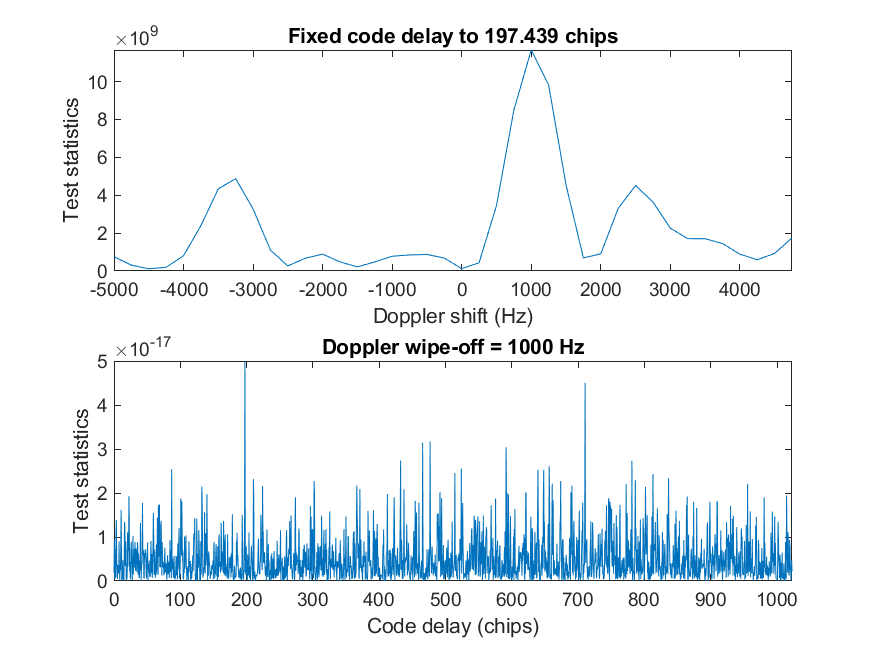 ×10^9
Fixed code delay to 197.439 chips
Test statistics
10
8
6
4
2
0
-5000 -4000 -3000 -2000 -1000 0 1000 2000 3000 4000
Doppler shift (Hz)
×10^-17
Doppler wipe-off = 1000 Hz
Test statistics
5
4
3
2
1
0
0 100 200 300 400 500 600 700 800 900 1000
Code delay (chips)